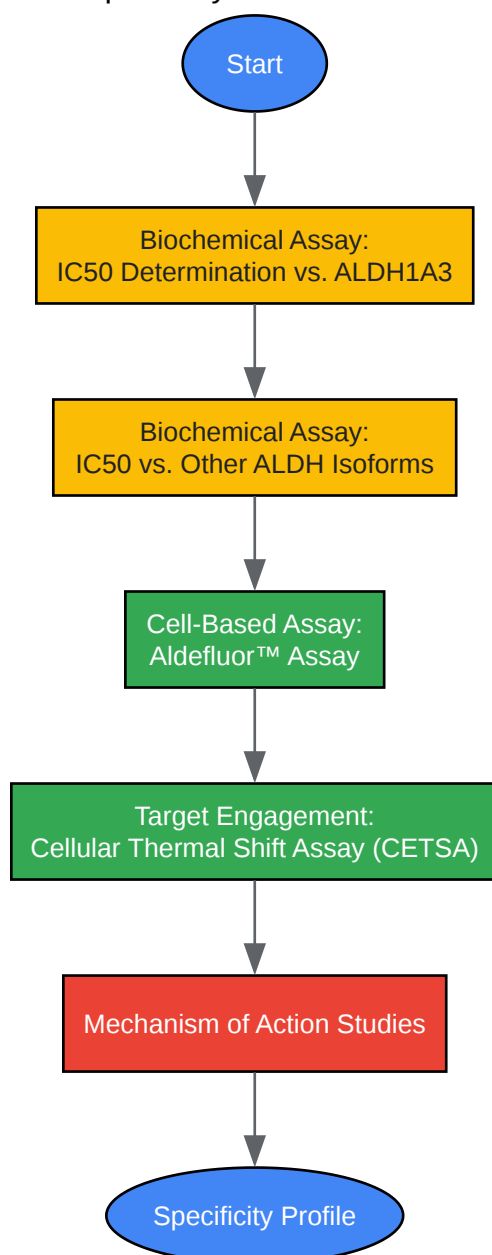 Start
Biochemical Assay:
IC50 Determination vs. ALDH1A3
Biochemical Assay:
IC50 vs. Other ALDH Isoforms
Cell-Based Assay:
Aldefluor™ Assay
Target Engagement:
Cellular Thermal Shift Assay (CETSA)
Mechanism of Action Studies
Specificity Profile